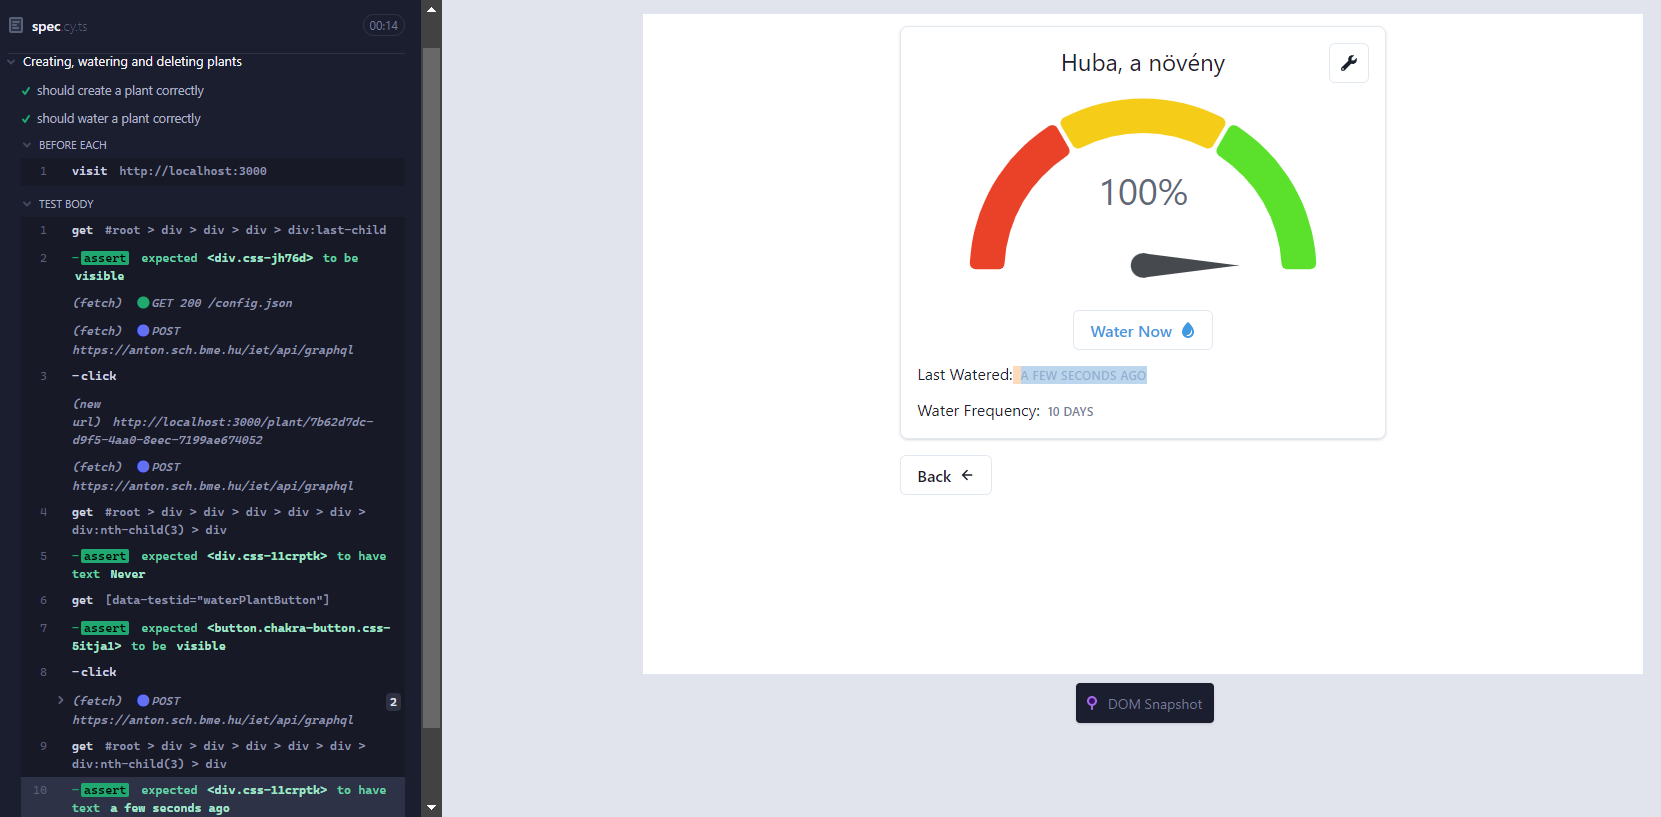 spec.cy.ts
00:14
Creating, watering and deleting plants
should create a plant correctly
should water a plant correctly
BEFORE EACH
1 visit http://localhost:3000
TEST BODY
1 get #root > div > div > div > div:last-child
2 -assert expected <div.css-jh76d> to be
visible
(fetch) GET 200 /config.json
(fetch) POST
https://anton.sch.bme.hu/iet/api/graphql
3 -click
(new
url) http://localhost:3000/plant/7b62d7dc-
d9f5-4aa0-8eec-7199ae674052
(fetch) POST
https://anton.sch.bme.hu/iet/api/graphql
4 get #root > div > div > div > div > div >
div:nth-child(3) > div
5 -assert expected <div.css-11crptk> to have
text Never
6 get [data-testid="waterPlantButton"]
7 -assert expected <button.chakra-button.css-
5itja1> to be visible
8 -click
(fetch) POST 2
https://anton.sch.bme.hu/iet/api/graphql
9 get #root > div > div > div > div > div >
div:nth-child(3) > div
10 -assert expected <div.css-11crptk> to have
text a few seconds ago
Huba, a növény
100%
Water Now
Last Watered: A FEW SECONDS AGO
Water Frequency: 10 DAYS
Back
DOM Snapshot